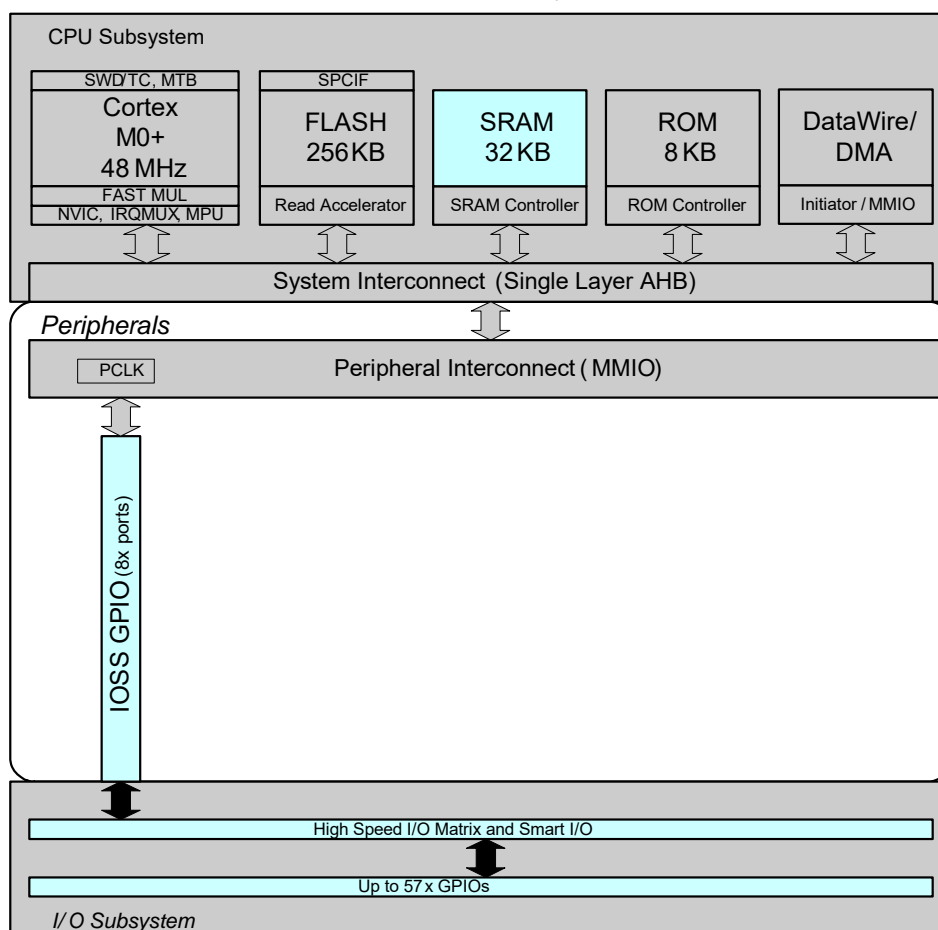 CPU Subsystem
SWD/TC, MTB
Cortex
M0+
48 MHz
FAST MUL
NVIC, IRQMUX, MPU
SPCIF
FLASH
256 KB
Read Accelerator
SRAM
32 KB
SRAM Controller
ROM
8 KB
ROM Controller
DataWire/
DMA
Initiator / MMIO
System Interconnect (Single Layer AHB)
Peripherals
PCLK
Peripheral Interconnect (MMIO)
IOSS GPIO (8x ports)
High Speed I/O Matrix and Smart I/O
Up to 57x GPIOs
I/O Subsystem